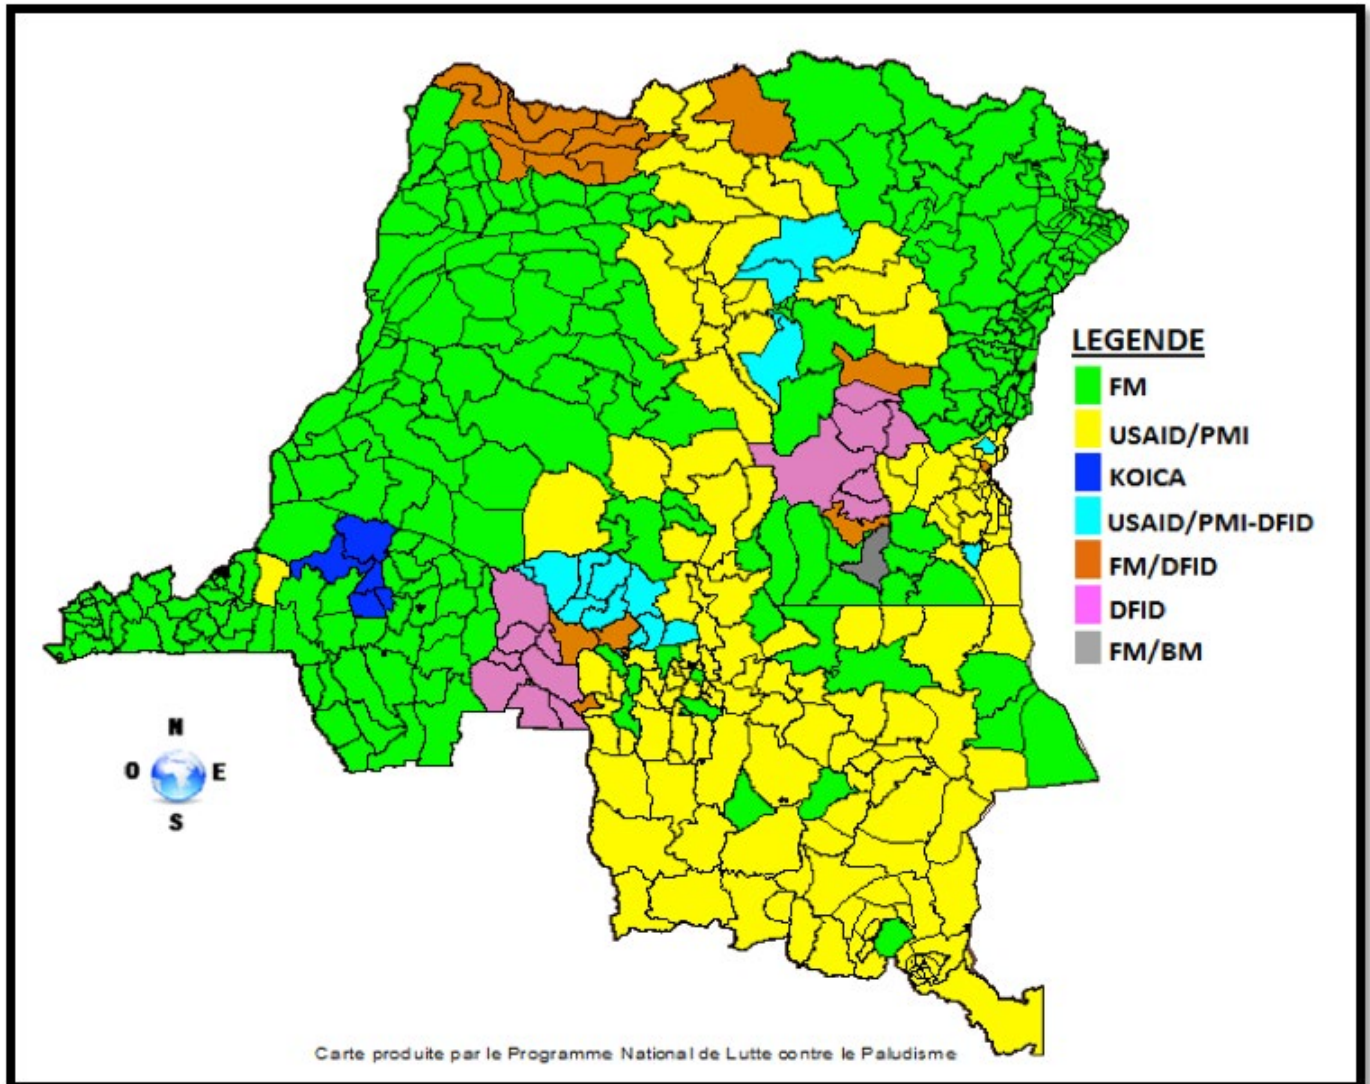 LEGENDE
FM
USAID/PMI
KOICA
USAID/PMI-DFID
FM/DFID
DFID
FM/BM
N
O E
S
Carte produite par le Programme National de Lutte contre le Paludisme